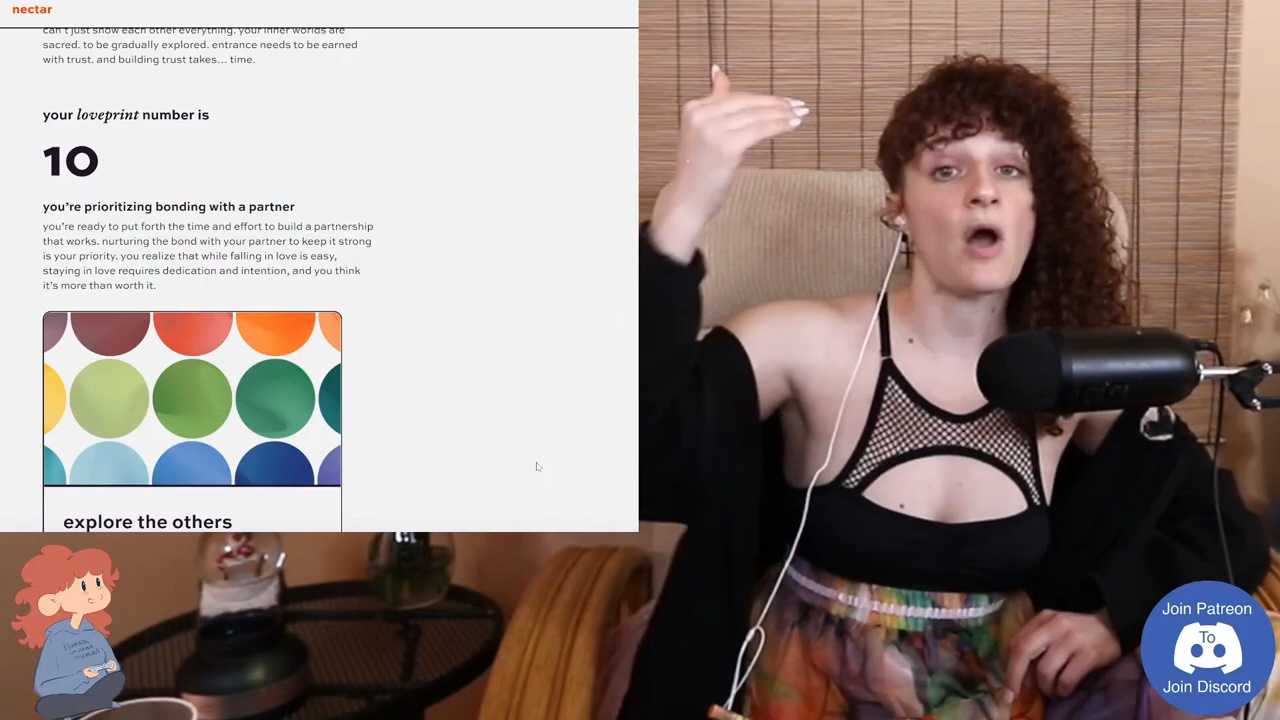 nectar
can't just show each other everything. your inner worlds are
sacred. to be gradually explored. entrance needs to be earned
with trust. and building trust takes... time.
your loveprint number is
10
you're prioritizing bonding with a partner
you're ready to put forth the time and effort to build a partnership
that works. nurturing the bond with your partner to keep it strong
is your priority. you realize that while falling in love is easy,
staying in love requires dedication and intention, and you think
it's more than worth it.
explore the others
Join Patreon
To
Join Discord